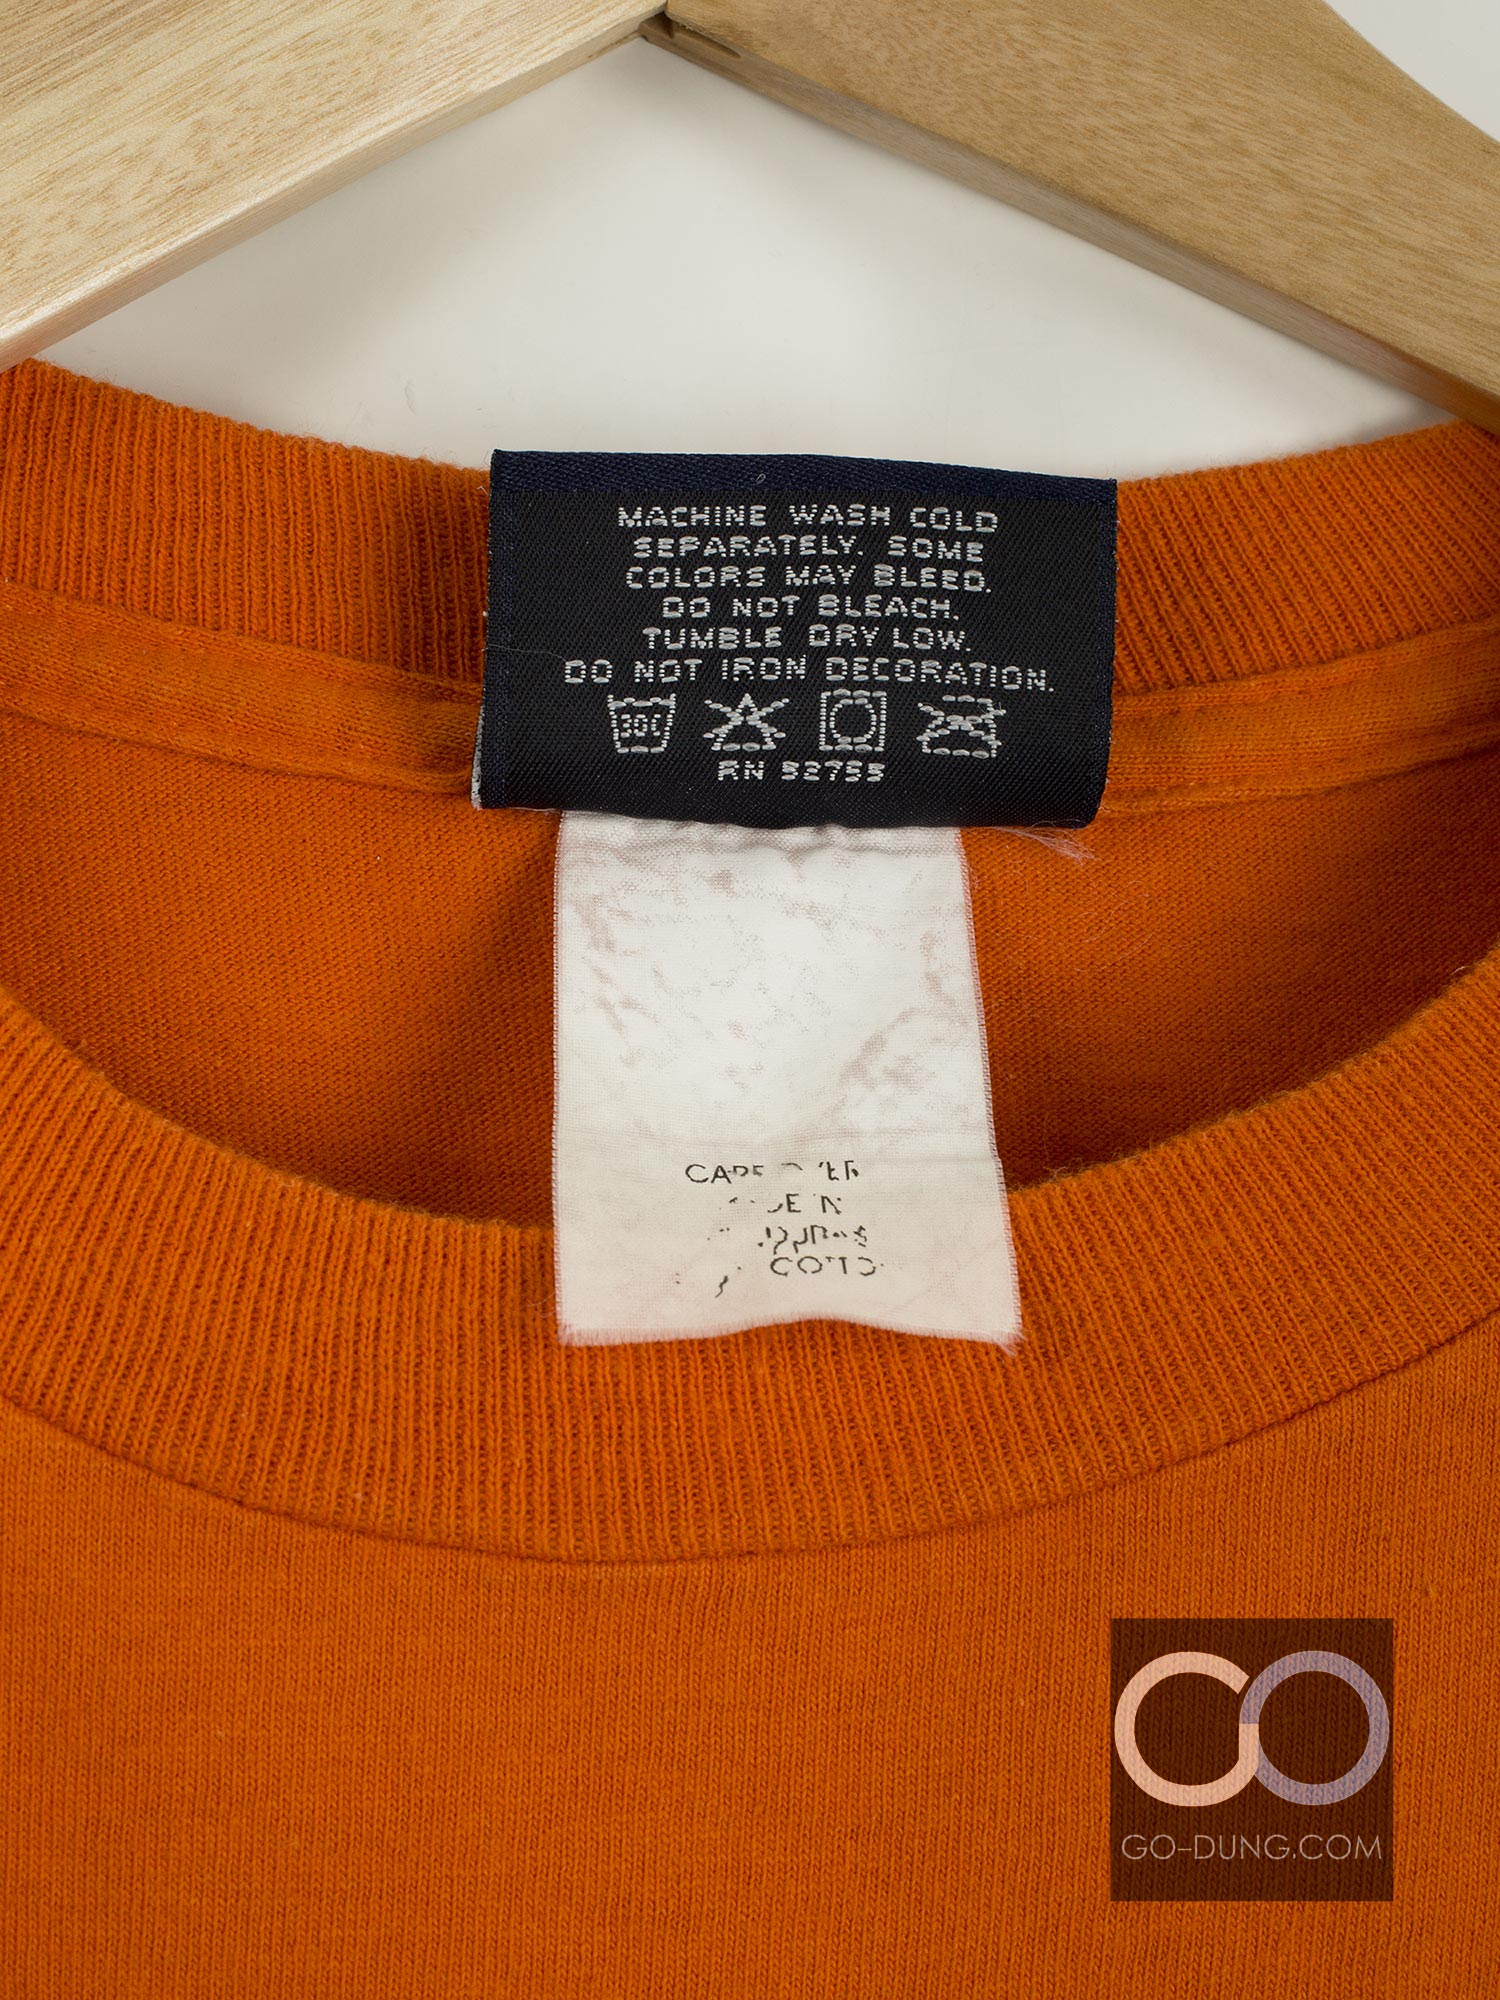 MACHINE WASH COLD
SEPARATELY. SOME
COLORS MAY BLEED.
DO NOT BLEACH.
TUMBLE DRY LOW.
DO NOT IRON DECORATION.
30C
RN 52755
GO-DUNG.COM